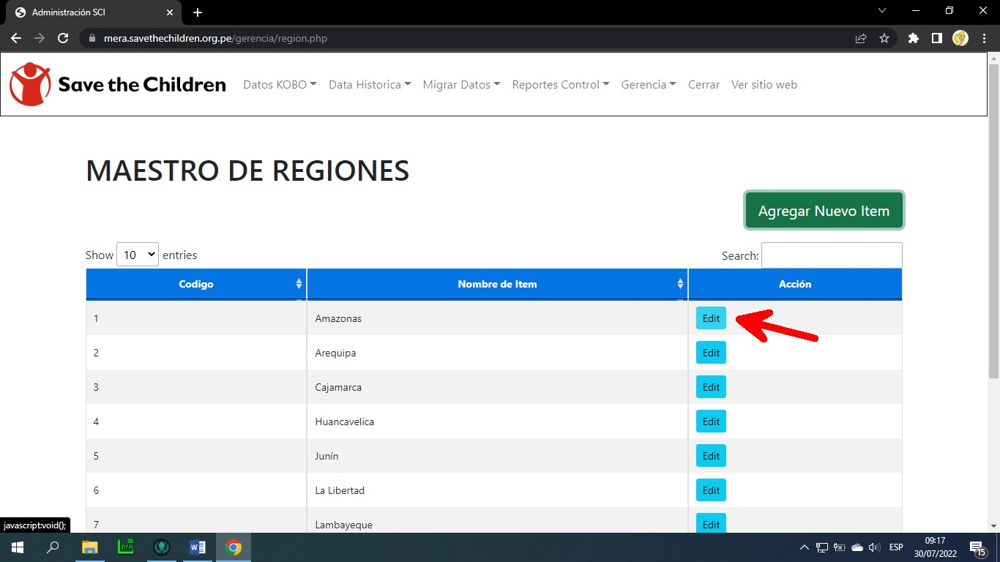 Administración SCI
mera.savethechildren.org.pe/gerencia/region.php
Save the Children Datos KOBO Data Historica Migrar Datos Reportes Control Gerencia Cerrar Ver sitio web
MAESTRO DE REGIONES
Agregar Nuevo Item
Show 10 entries Search:
Codigo Nombre de Item Acción
1 Amazonas Edit
2 Arequipa Edit
3 Cajamarca Edit
4 Huancavelica Edit
5 Junín Edit
6 La Libertad Edit
7 Lambayeque Edit
javascript:void();
pro 32
ESP 09:17
30/07/2022 15